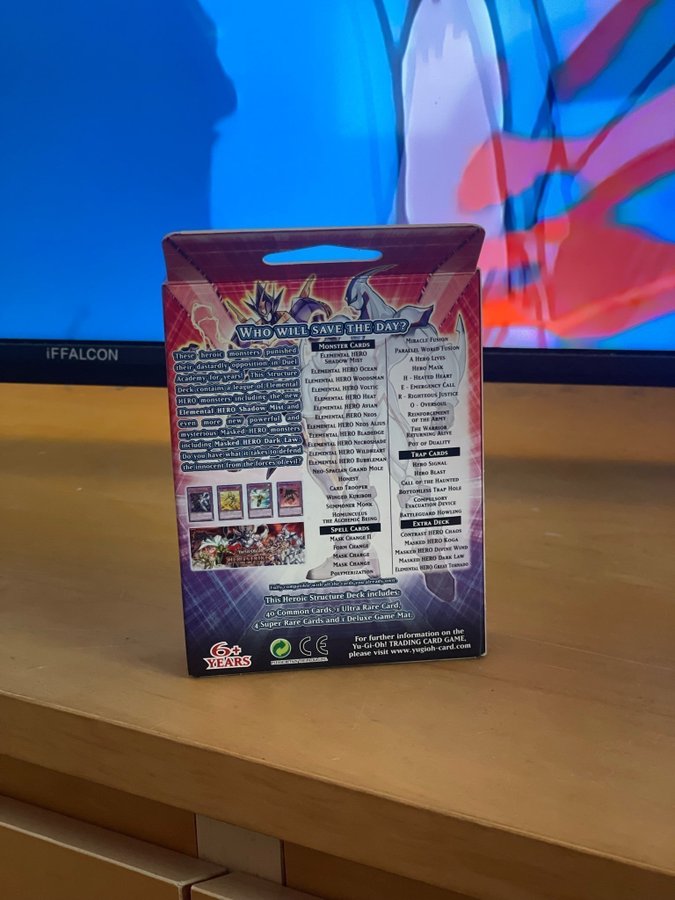 iFFALCON
WHO WILL SAVE THE DAY?
These heroic monsters punished
their dastardly opposition in Duel
Academy for years! This Structure
Deck contains a league of Elemental
HERO monsters including the new
Elemental HERO Shadow Mist and
even more new powerful and
mysterious Masked HERO monsters
including Masked HERO Dark Law.
Do you have what it takes to defend
the innocent from the forces of evil?
MONSTER CARDS
ELEMENTAL HERO
SHADOW MIST
ELEMENTAL HERO OCEAN
ELEMENTAL HERO WOODSMAN
ELEMENTAL HERO VOLTIC
ELEMENTAL HERO HEAT
ELEMENTAL HERO AVIAN
ELEMENTAL HERO NEOS
ELEMENTAL HERO NEOS ALIUS
ELEMENTAL HERO BLADEDGE
ELEMENTAL HERO NECROSHADE
ELEMENTAL HERO WILDHEART
ELEMENTAL HERO BUBBLEMAN
NEO-SPACIAN GRAND MOLE
HONEST
CARD TROOPER
WINGED KURIBOH
SUMMONER MONK
HOMUNCULUS
THE ALCHEMIC BEING
SPELL CARDS
MASK CHANGE II
FORM CHANGE
MASK CHARGE
MASK CHANGE
POLYMERIZATION
MIRACLE FUSION
PARALLEL WORLD FUSION
A HERO LIVES
HERO MASK
H - HEATED HEART
E - EMERGENCY CALL
R - RIGHTEOUS JUSTICE
O - OVERSOUL
REINFORCEMENT
OF THE ARMY
THE WARRIOR
RETURNING ALIVE
POT OF DUALITY
TRAP CARDS
HERO SIGNAL
HERO BLAST
CALL OF THE HAUNTED
BOTTOMLESS TRAP HOLE
COMPULSORY
EVACUATION DEVICE
BATTLEGUARD HOWLING
EXTRA DECK
CONTRAST HERO CHAOS
MASKED HERO KOGA
MASKED HERO DIVINE WIND
MASKED HERO DARK LAW
ELEMENTAL HERO GREAT TORNADO
Fully compatible with all the cards you already own!
This Heroic Structure Deck includes:
40 Common Cards, 1 Ultra Rare Card,
4 Super Rare Cards and 1 Deluxe Game Mat.
6+
YEARS
CE
For further information on the
Yu-Gi-Oh! TRADING CARD GAME,
please visit www.yugioh-card.com